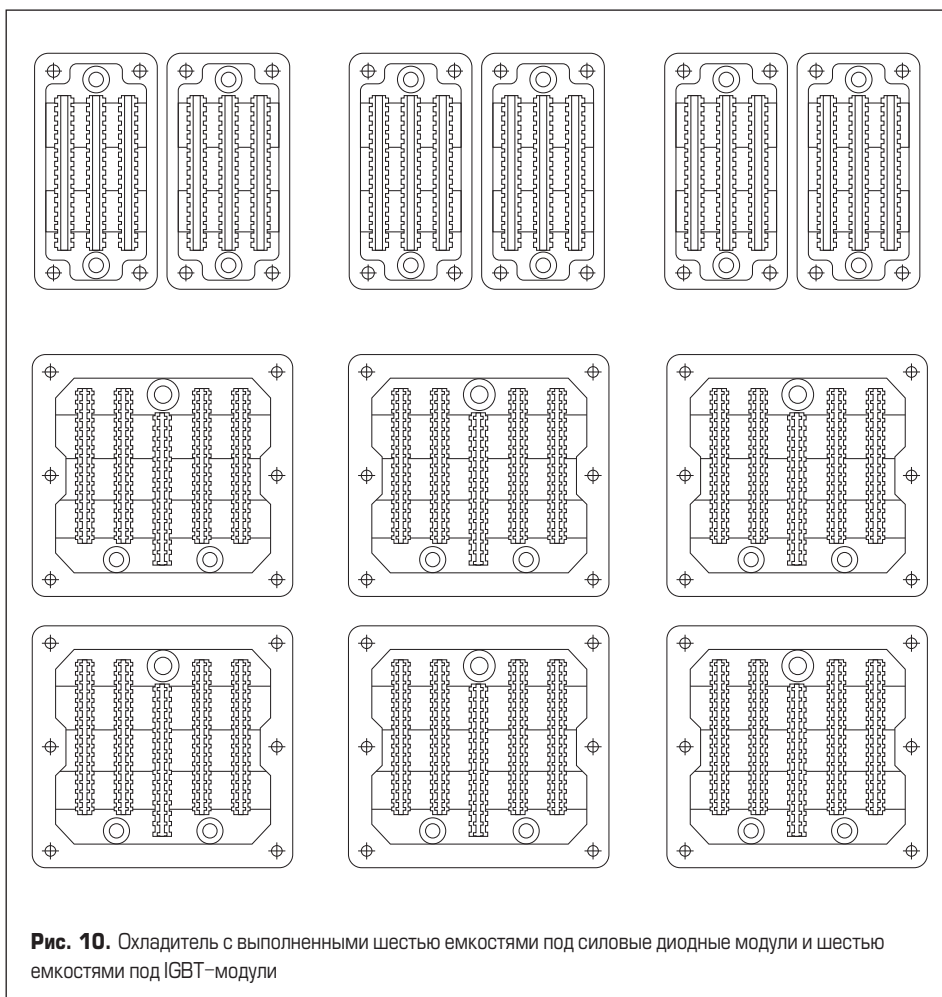 Рис. 10. Охладитель с выполненными шестью емкостями под силовые диодные модули и шестью
емкостями под IGBT-модули